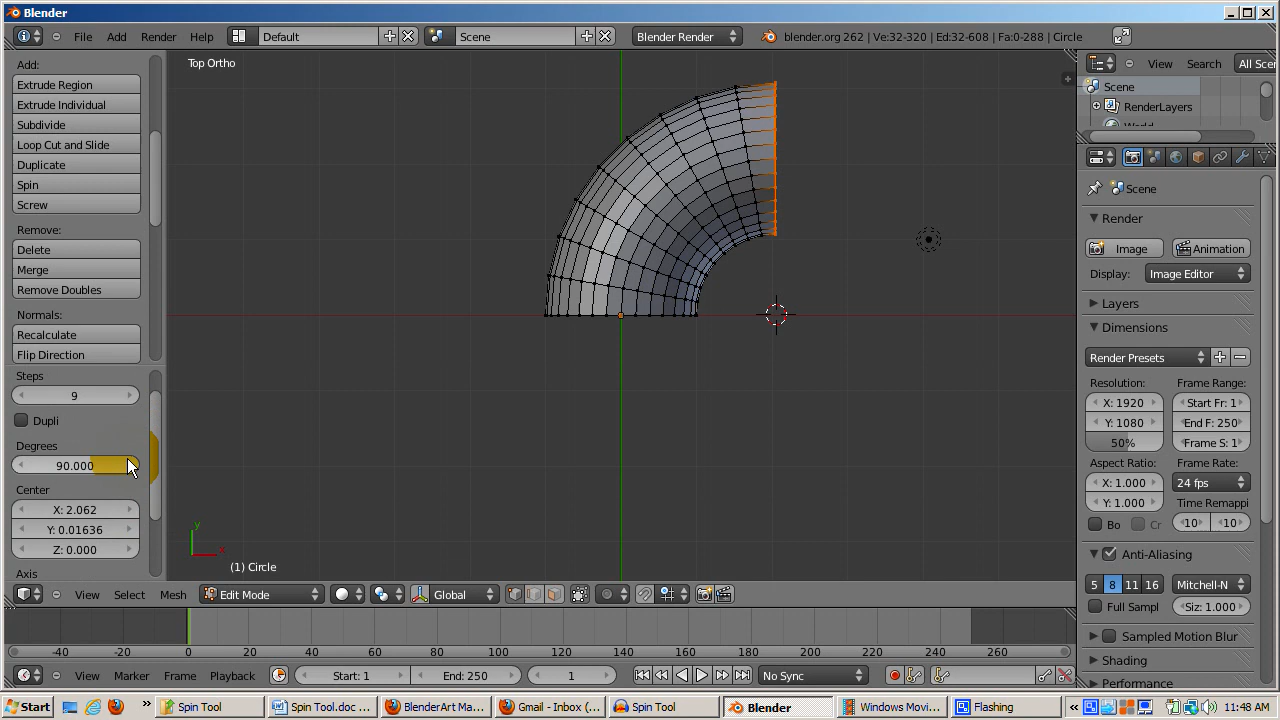 Blender
File Add Render Help Default Scene Blender Render blender.org 262 | Ve:32-320 | Ed:32-608 | Fa:0-288 | Circle
Add:
Extrude Region
Extrude Individual
Subdivide
Loop Cut and Slide
Duplicate
Spin
Screw
Remove:
Delete
Merge
Remove Doubles
Normals:
Recalculate
Flip Direction
Steps
9
Dupli
Degrees
90.000
Center
X: 2.062
Y: 0.01636
Z: 0.000
Axis
Top Ortho
y
x
(1) Circle
View Select Mesh Edit Mode Global
View Search All Scer
Scene
RenderLayers
Scene
Render
Image Animation
Display: Image Editor
Layers
Dimensions
Render Presets
Resolution: Frame Range:
X: 1920 Start Fr: 1
Y: 1080 End F: 250
50% Frame S: 1
Aspect Ratio: Frame Rate:
X: 1.000 24 fps
Y: 1.000 Time Remappi
Bo Cr 10 10
Anti-Aliasing
5 8 11 16 Mitchell-N
Full Sampl Siz: 1.000
Sampled Motion Blur
Shading
Performance
-40 -20 0 20 40 60 80 100 120 140 160 180 200 220 240 260
View Marker Frame Playback Start: 1 End: 250 1 No Sync
Start » Spin Tool Spin Tool.doc ... BlenderArt Ma... Gmail - Inbox (... Spin Tool Blender Windows Movi... Flashing « 11:48 AM